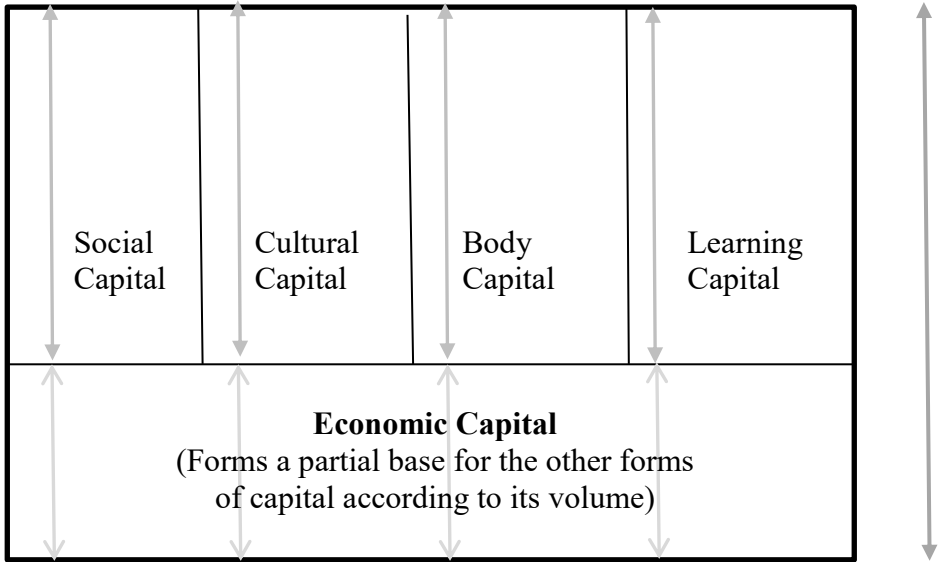 Social
Capital
Cultural
Capital
Body
Capital
Learning
Capital
Economic Capital
(Forms a partial base for the other forms
of capital according to its volume)